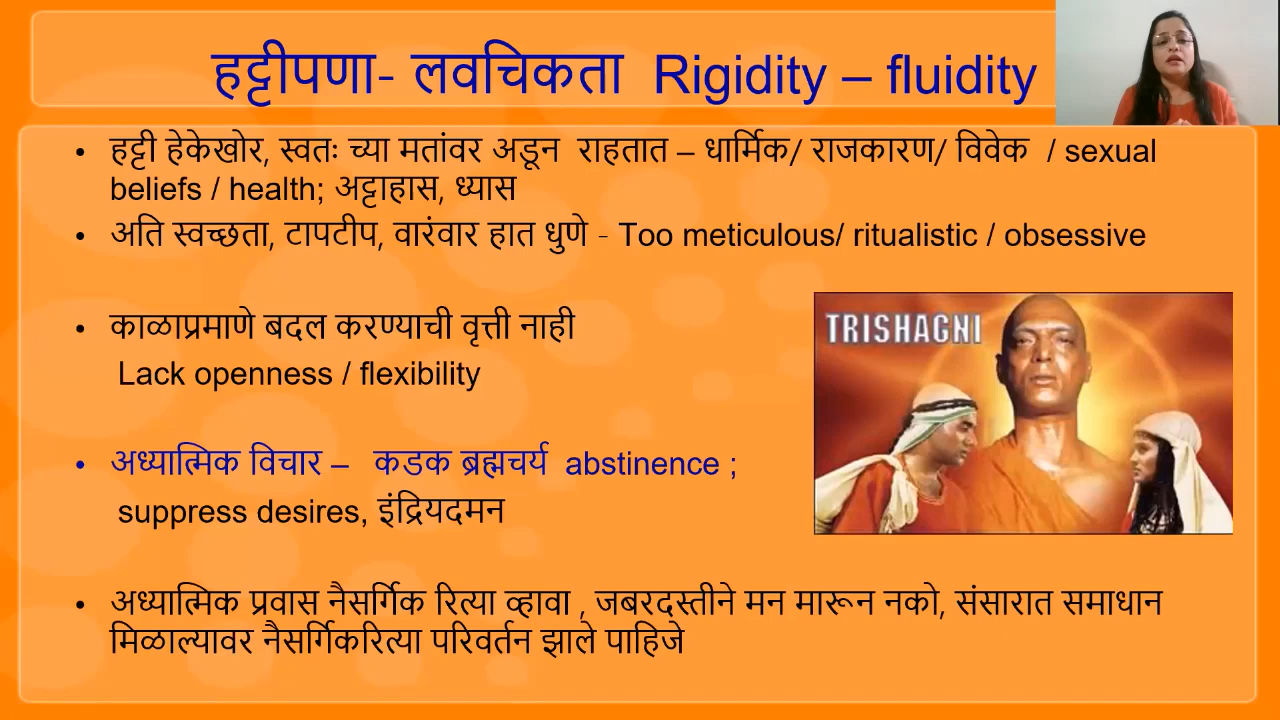 हट्टीपणा- लवचिकता Rigidity – fluidity
• हट्टी हेकेखोर, स्वतः च्या मतांवर अडून राहतात – धार्मिक/ राजकारण/ विवेक / sexual
beliefs / health; अट्टाहास, ध्यास
• अति स्वच्छता, टापटीप, वारंवार हात धुणे - Too meticulous/ ritualistic / obsessive
• काळाप्रमाणे बदल करण्याची वृत्ती नाही
Lack openness / flexibility
TRISHAGNI
• अध्यात्मिक विचार – कडक ब्रह्मचर्य abstinence ;
suppress desires, इंद्रियदमन
• अध्यात्मिक प्रवास नैसर्गिक रित्या व्हावा , जबरदस्तीने मन मारून नको, संसारात समाधान
मिळाल्यावर नैसर्गिकरित्या परिवर्तन झाले पाहिजे